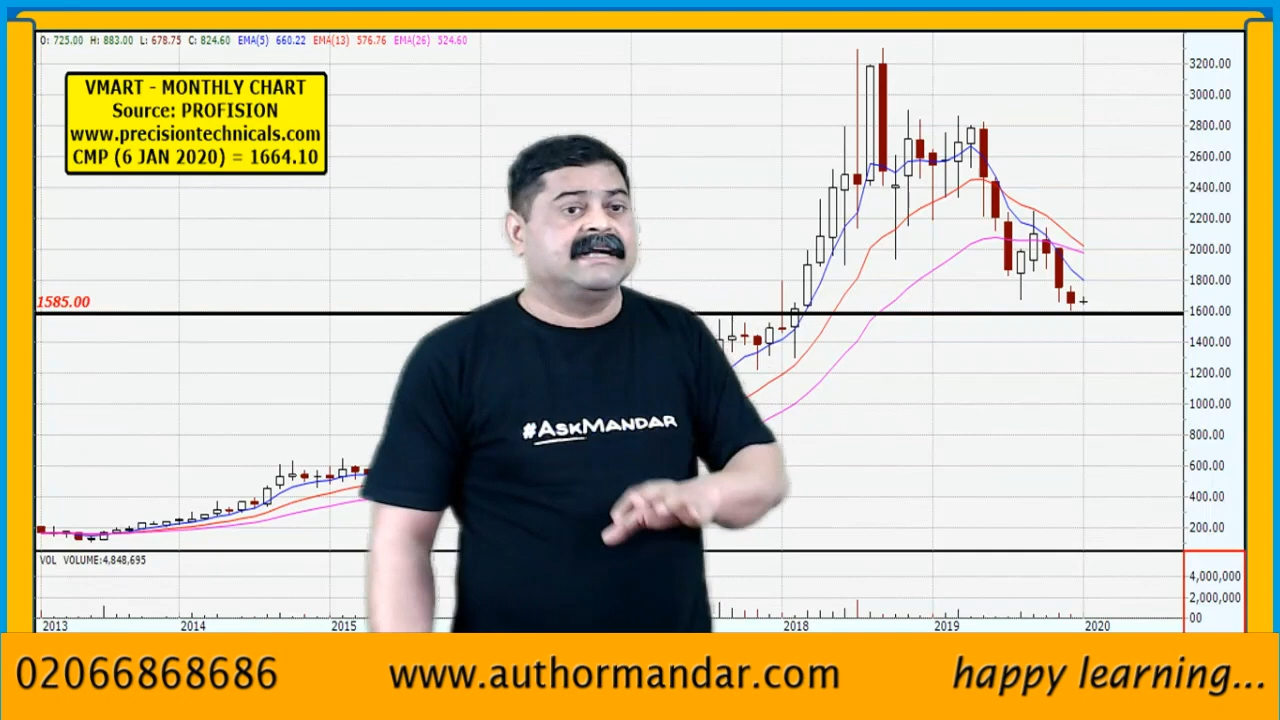 O: 725.00 H: 883.00 L: 678.75 C: 824.60 EMA(5) 660.22 EMA(13) 576.76 EMA(26) 524.60
VMART - MONTHLY CHART
Source: PROFISION
www.precisiontechnicals.com
CMP (6 JAN 2020) = 1664.10
3200.00
3000.00
2800.00
2600.00
2400.00
2200.00
2000.00
1800.00
1585.00
1600.00
1400.00
1200.00
1000.00
800.00
600.00
400.00
200.00
#AskMandar
VOL VOLUME:4,848,695
4,000,000
2,000,000
00
2013 2014 2015 2018 2019 2020
02066868686 www.authormandar.com happy learning...